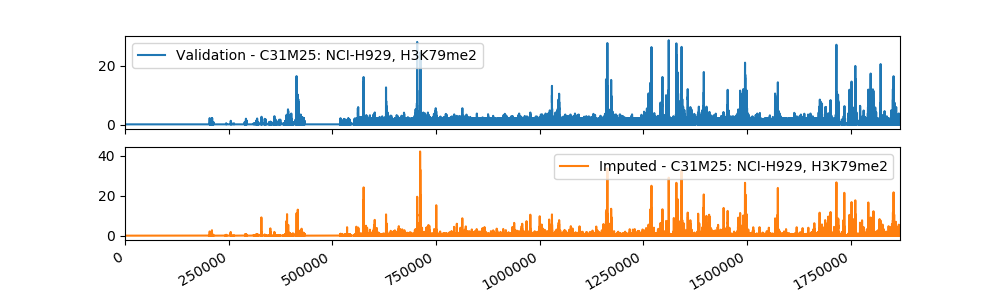 Validation - C31M25: NCI-H929, H3K79me2
20
0
Imputed - C31M25: NCI-H929, H3K79me2
40
20
0
0 250000 500000 750000 1000000 1250000 1500000 1750000